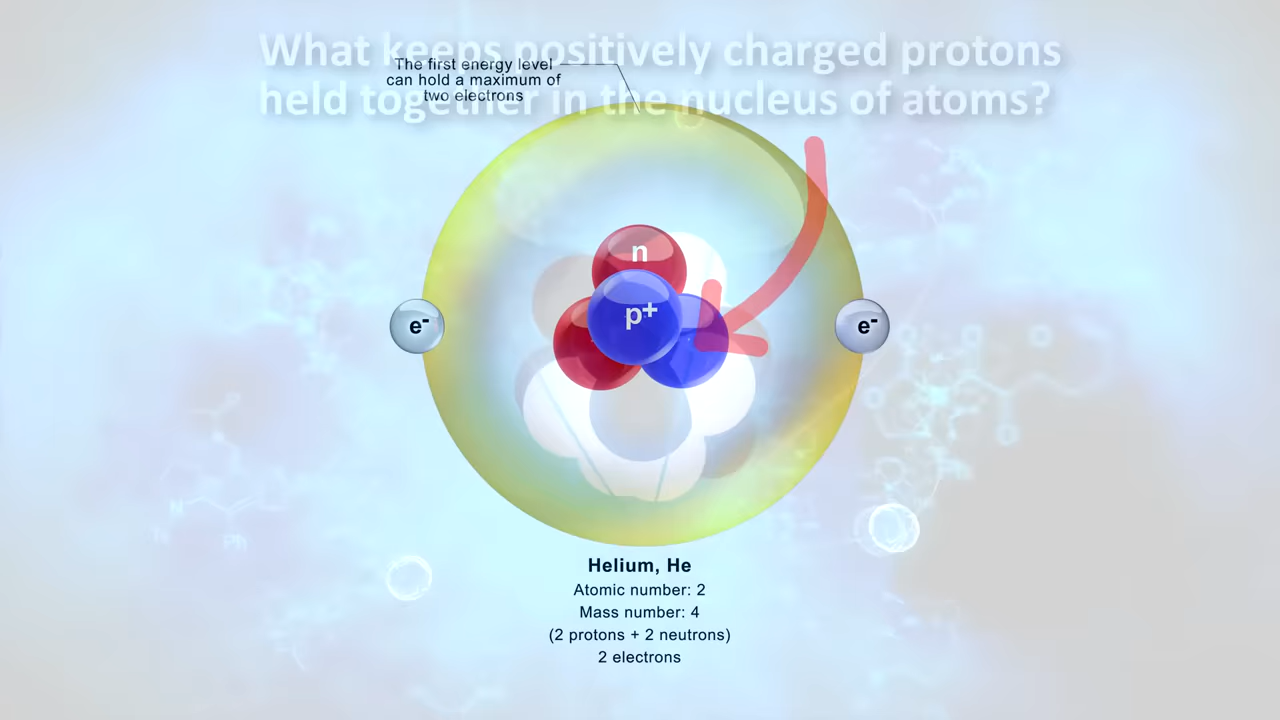 What keeps positively charged protons
held together in the nucleus of atoms?
The first energy level
can hold a maximum of
two electrons
n
p+
e-
e-
Helium, He
Atomic number: 2
Mass number: 4
(2 protons + 2 neutrons)
2 electrons